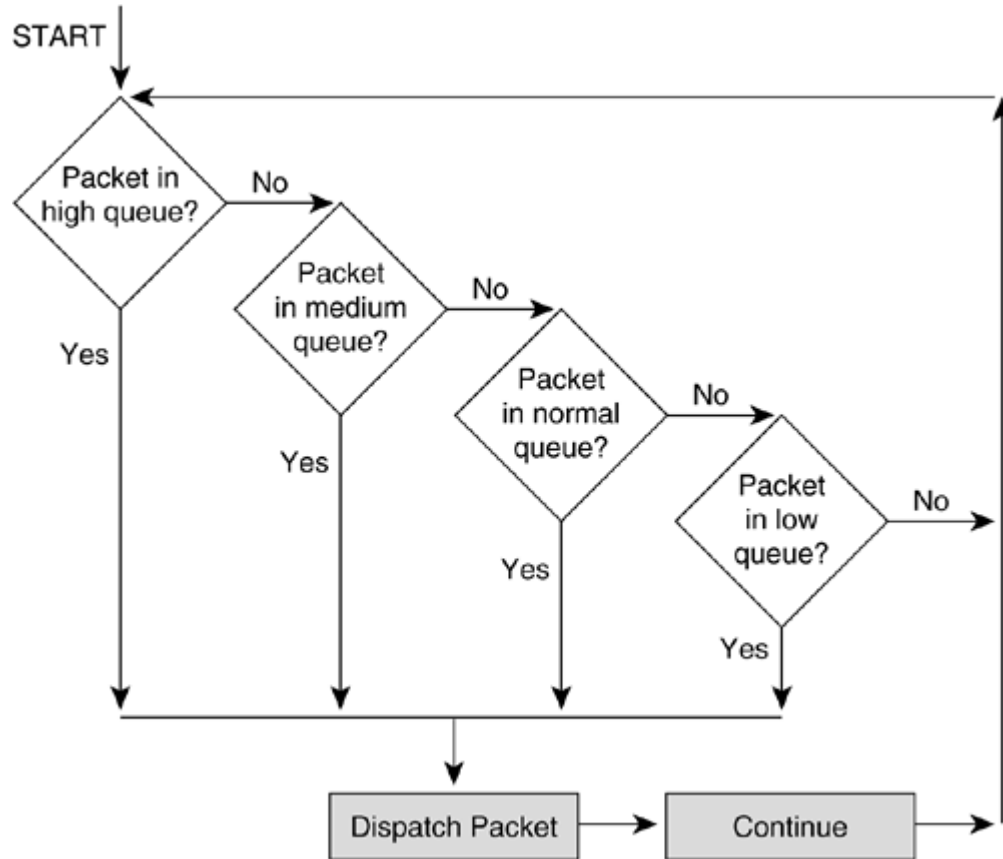 START
Packet in
high queue?
No
Yes
Packet
in medium
queue?
No
Yes
Packet
in normal
queue?
No
Yes
Packet
in low
queue?
No
Yes
Dispatch Packet
Continue